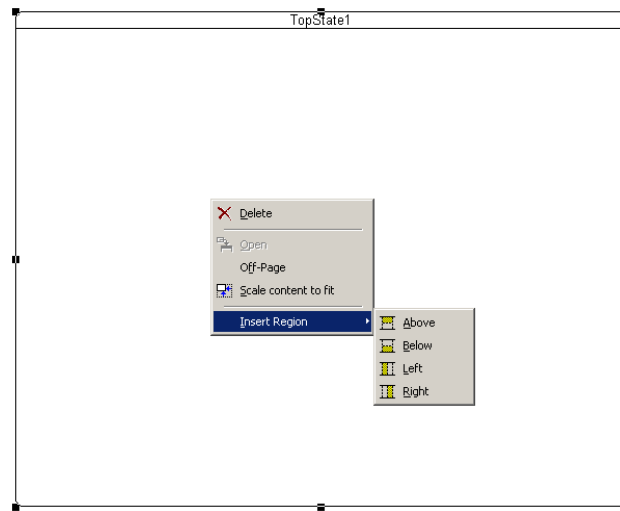 TopState1
Delete
Open
Off-Page
Scale content to fit
Insert Region
Above
Below
Left
Right